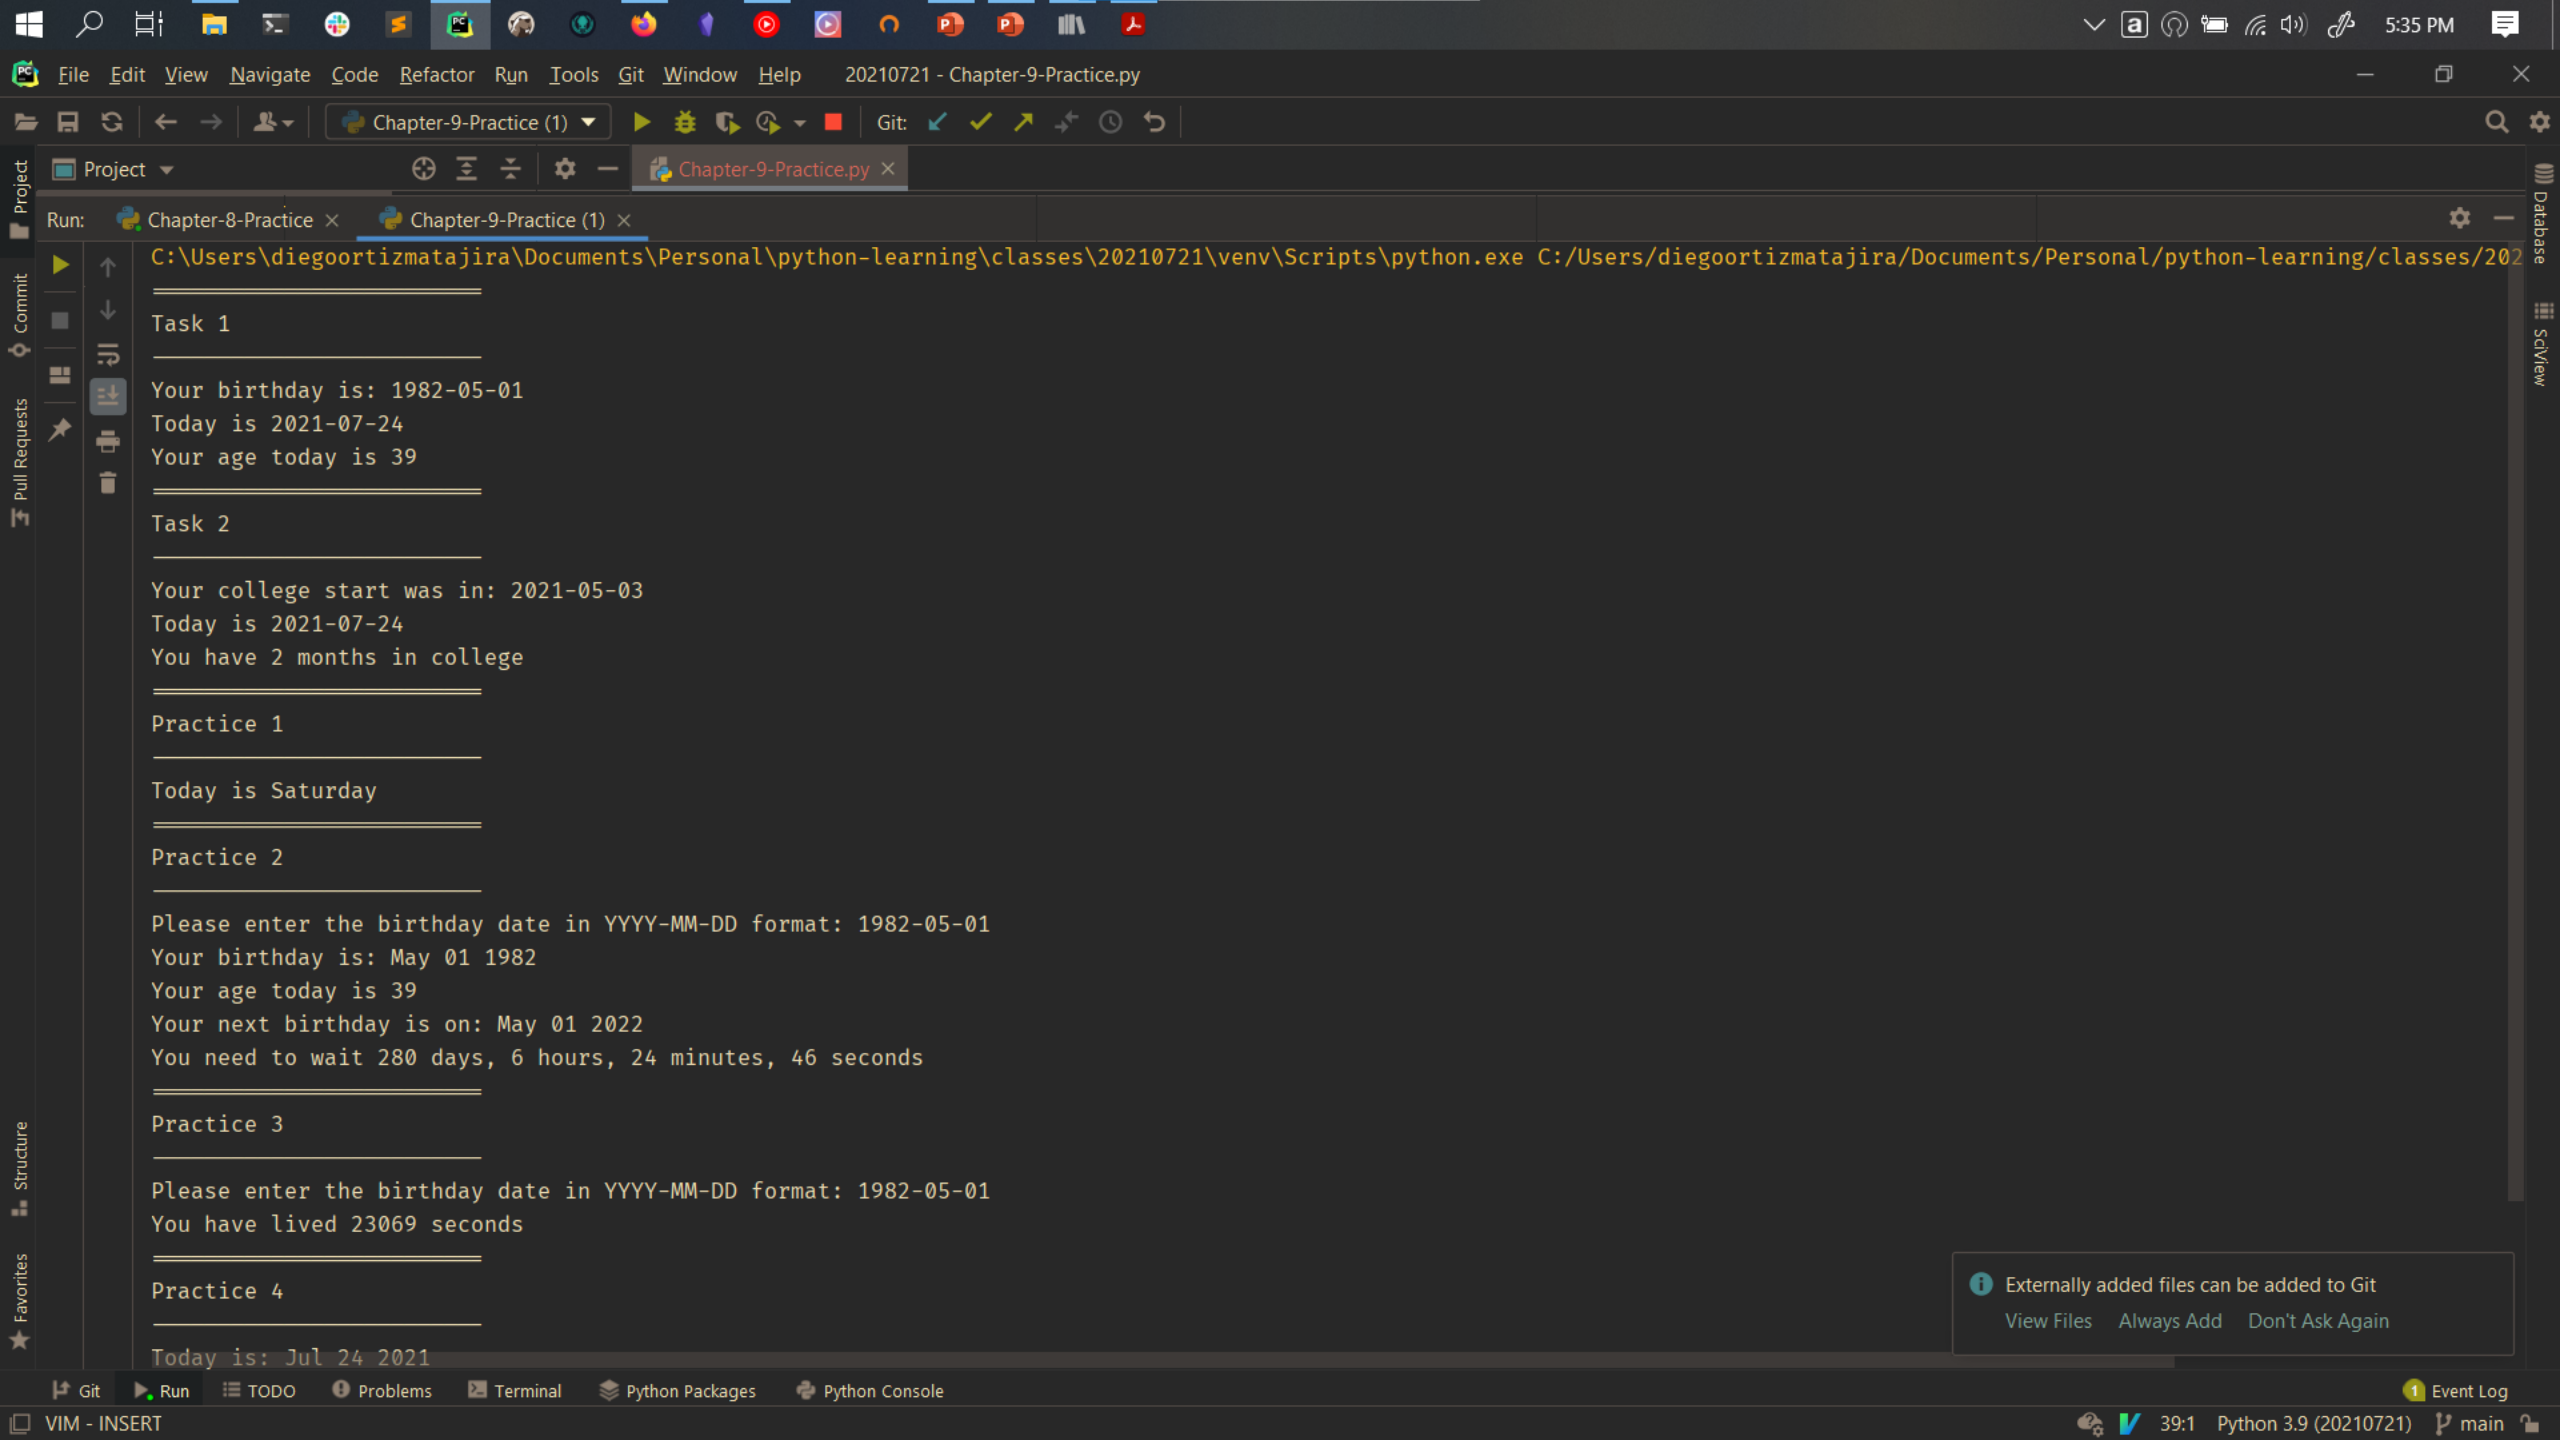 5:35 PM
File Edit View Navigate Code Refactor Run Tools Git Window Help 20210721 - Chapter-9-Practice.py
Chapter-9-Practice (1) Git:
Project Chapter-9-Practice.py
Run: Chapter-8-Practice Chapter-9-Practice (1)
C:\Users\diegoortizmatajira\Documents\Personal\python-learning\classes\20210721\venv\Scripts\python.exe C:/Users/diegoortizmatajira/Documents/Personal/python-learning/classes/202
Task 1
Your birthday is: 1982-05-01
Today is 2021-07-24
Your age today is 39
Task 2
Your college start was in: 2021-05-03
Today is 2021-07-24
You have 2 months in college
Practice 1
Today is Saturday
Practice 2
Please enter the birthday date in YYYY-MM-DD format: 1982-05-01
Your birthday is: May 01 1982
Your age today is 39
Your next birthday is on: May 01 2022
You need to wait 280 days, 6 hours, 24 minutes, 46 seconds
Practice 3
Please enter the birthday date in YYYY-MM-DD format: 1982-05-01
You have lived 23069 seconds
Practice 4
Today is: Jul 24 2021
Project
Commit
Pull Requests
Structure
Favorites
Database
SciView
Externally added files can be added to Git
View Files Always Add Don't Ask Again
Git Run TODO Problems Terminal Python Packages Python Console 1 Event Log
VIM - INSERT 39:1 Python 3.9 (20210721) main